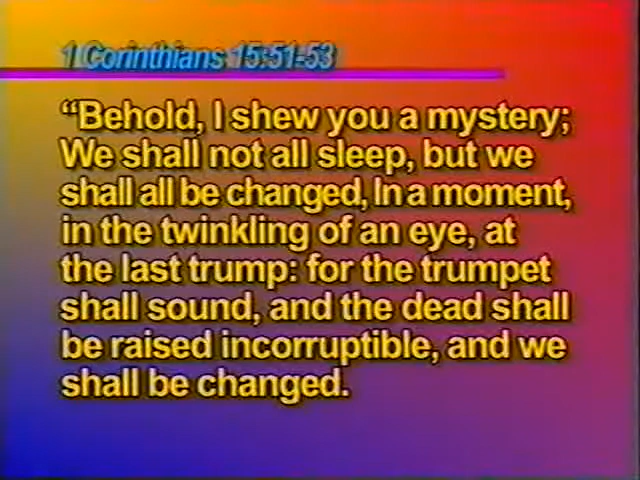 1 Corinthians 15:51-53
“Behold, I shew you a mystery;
We shall not all sleep, but we
shall all be changed, In a moment,
in the twinkling of an eye, at
the last trump: for the trumpet
shall sound, and the dead shall
be raised incorruptible, and we
shall be changed.